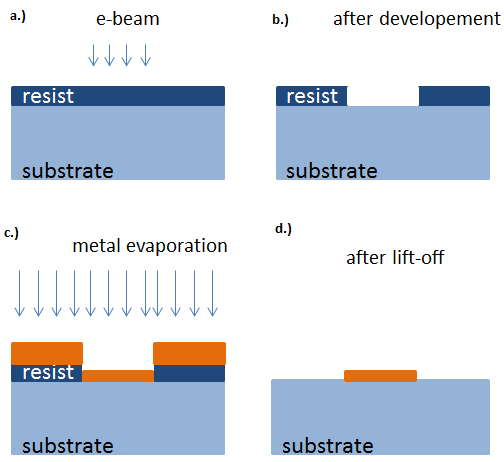 a.)
e-beam
resist
substrate
b.)
after developement
resist
substrate
c.)
metal evaporation
resist
substrate
d.)
after lift-off
substrate